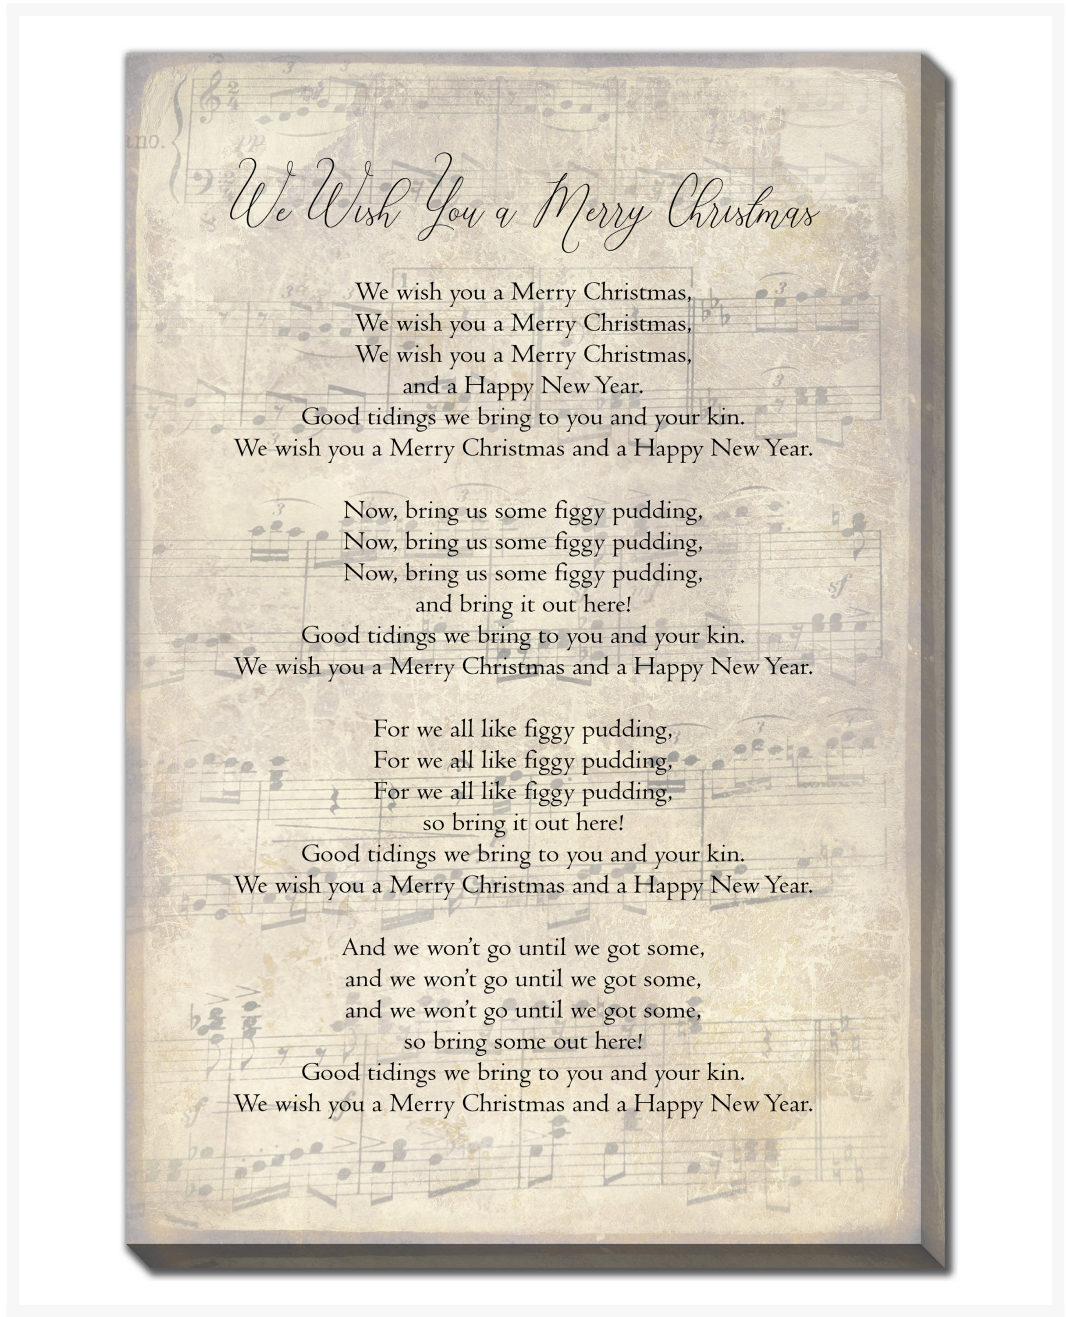 We Wish You a Merry Christmas
We wish you a Merry Christmas,
We wish you a Merry Christmas,
We wish you a Merry Christmas,
and a Happy New Year.
Good tidings we bring to you and your kin.
We wish you a Merry Christmas and a Happy New Year.
Now, bring us some figgy pudding,
Now, bring us some figgy pudding,
Now, bring us some figgy pudding,
and bring it out here!
Good tidings we bring to you and your kin.
We wish you a Merry Christmas and a Happy New Year.
For we all like figgy pudding,
For we all like figgy pudding,
For we all like figgy pudding,
so bring it out here!
Good tidings we bring to you and your kin.
We wish you a Merry Christmas and a Happy New Year.
And we won't go until we got some,
and we won't go until we got some,
and we won't go until we got some,
so bring some out here!
Good tidings we bring to you and your kin.
We wish you a Merry Christmas and a Happy New Year.